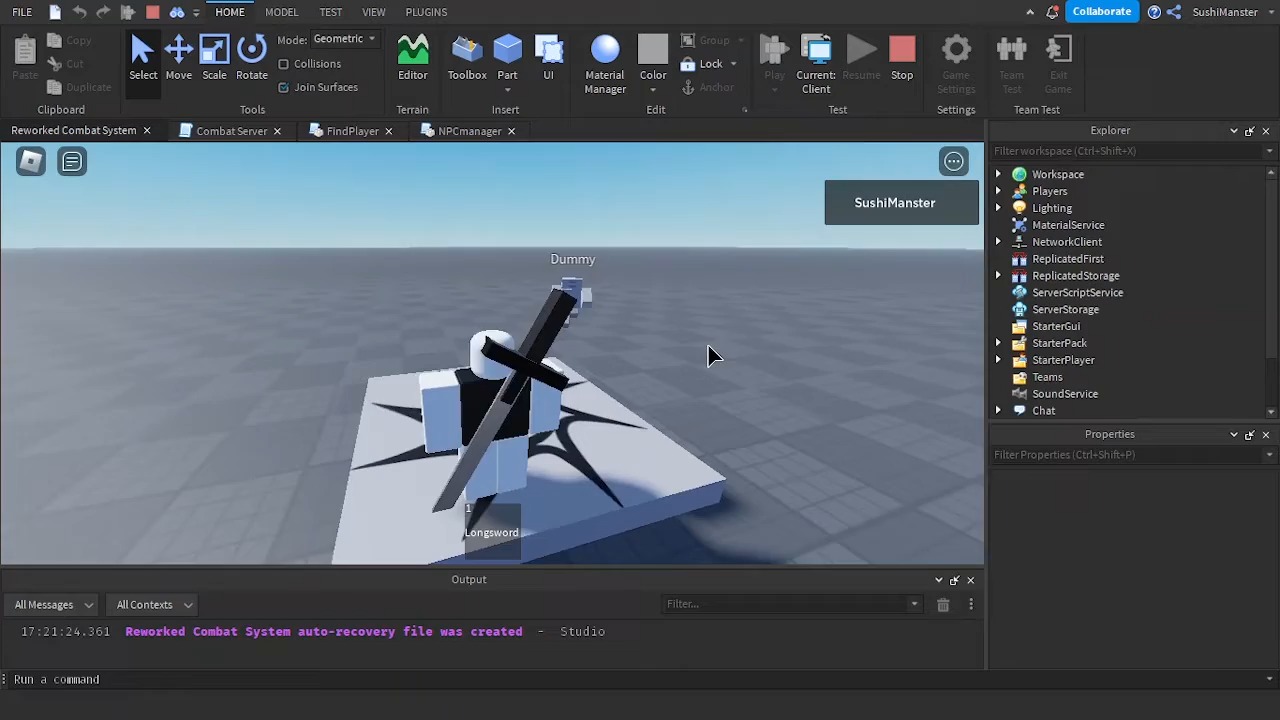 FILE
HOME
MODEL
TEST
VIEW
PLUGINS
Collaborate
SushiManster
Paste
Copy
Cut
Duplicate
Clipboard
Select
Move
Scale
Rotate
Mode: Geometric
Collisions
Join Surfaces
Tools
Editor
Terrain
Toolbox
Part
UI
Insert
Material
Manager
Color
Group
Lock
Anchor
Edit
Play
Current:
Client
Resume
Stop
Test
Game
Settings
Settings
Team
Test
Exit
Game
Team Test
Reworked Combat System
Combat Server
FindPlayer
NPCmanager
SushiManster
Dummy
1
Longsword
Explorer
Filter workspace (Ctrl+Shift+X)
Workspace
Players
Lighting
MaterialService
NetworkClient
ReplicatedFirst
ReplicatedStorage
ServerScriptService
ServerStorage
StarterGui
StarterPack
StarterPlayer
Teams
SoundService
Chat
Properties
Filter Properties (Ctrl+Shift+P)
Output
All Messages
All Contexts
Filter...
17:21:24.361 Reworked Combat System auto-recovery file was created - Studio
Run a command